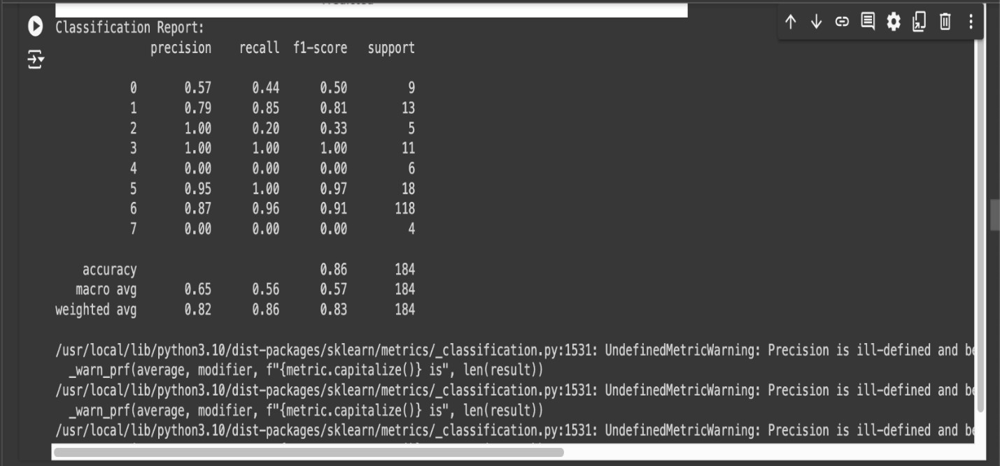 Classification Report:
precision recall f1-score support
0 0.57 0.44 0.50 9
1 0.79 0.85 0.81 13
2 1.00 0.20 0.33 5
3 1.00 1.00 1.00 11
4 0.00 0.00 0.00 6
5 0.95 1.00 0.97 18
6 0.87 0.96 0.91 118
7 0.00 0.00 0.00 4
accuracy 0.86 184
macro avg 0.65 0.56 0.57 184
weighted avg 0.82 0.86 0.83 184
/usr/local/lib/python3.10/dist-packages/sklearn/metrics/_classification.py:1531: UndefinedMetricWarning: Precision is ill-defined and be
_warn_prf(average, modifier, f"{metric.capitalize()} is", len(result))
/usr/local/lib/python3.10/dist-packages/sklearn/metrics/_classification.py:1531: UndefinedMetricWarning: Precision is ill-defined and be
_warn_prf(average, modifier, f"{metric.capitalize()} is", len(result))
/usr/local/lib/python3.10/dist-packages/sklearn/metrics/_classification.py:1531: UndefinedMetricWarning: Precision is ill-defined and be